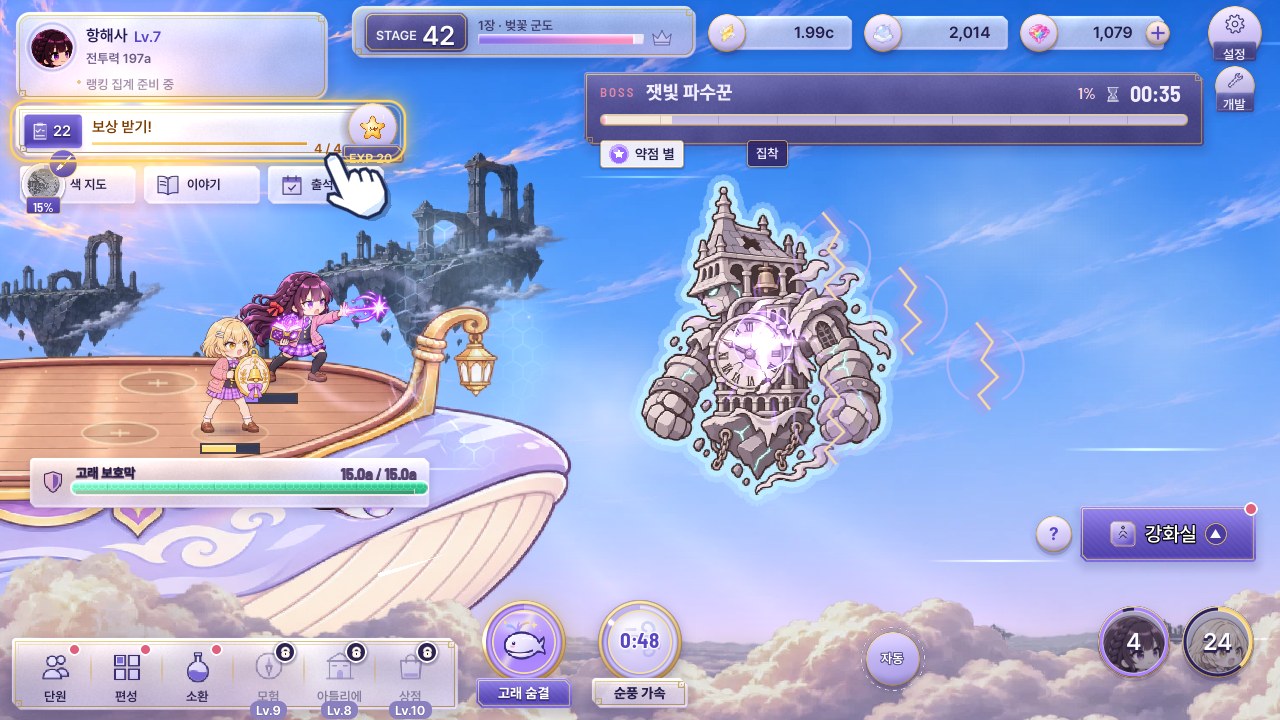 항해사 Lv.7
전투력 197a
* 랭킹 집계 준비 중
STAGE 42
1장 · 벚꽃 군도
1.99c
2,014
1,079
설정
개발
BOSS 잿빛 파수꾼
1%
00:35
약점 별
집착
22
보상 받기!
4 / 4
EXP 20
색 지도
15%
이야기
출석
고래 보호막
15.0a / 15.0a
?
강화실
단원
편성
소환
모험
Lv.9
아틀리에
Lv.8
상점
Lv.10
고래 숨결
0:48
순풍 가속
자동
4
24